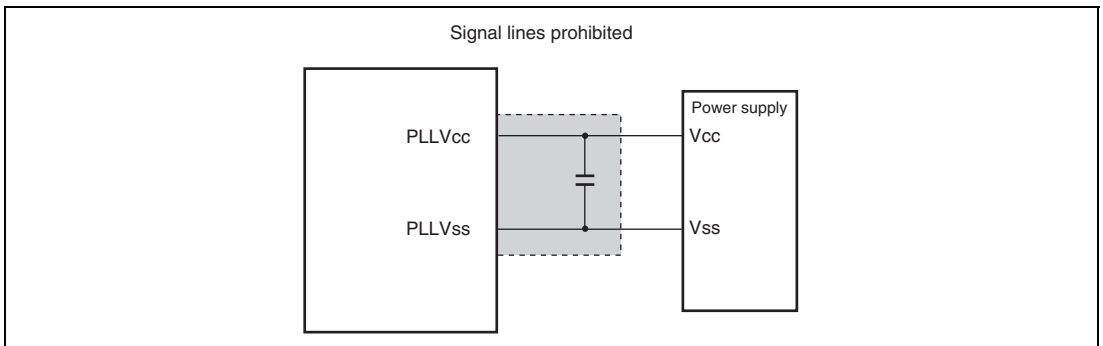 Signal lines prohibited
Power supply
PLLVcc
Vcc
PLLVss
Vss